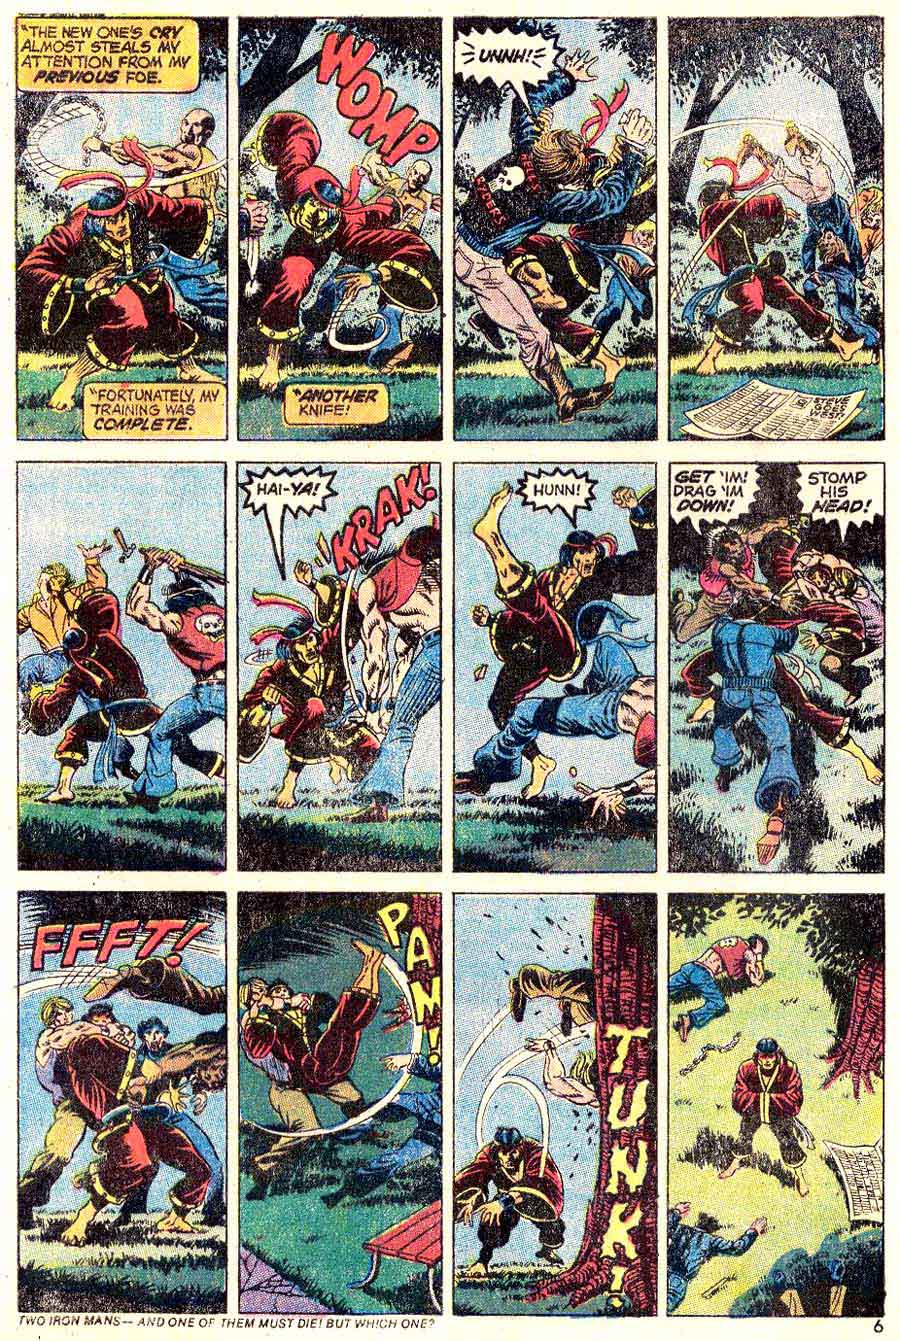 "THE NEW ONE'S CRY
ALMOST STEALS MY
ATTENTION FROM MY
PREVIOUS FOE.
"FORTUNATELY, MY
TRAINING WAS
COMPLETE.
WOMP
"ANOTHER
KNIFE!
UNNH!
STEVE
GOES
HAI-YA!
KRAK!
HUNN!
GET 'IM!
DRAG 'IM
DOWN!
STOMP
HIS
HEAD!
FFFT!
PAM!
TUNK!
TWO IRON MANS-- AND ONE OF THEM MUST DIE! BUT WHICH ONE?
6